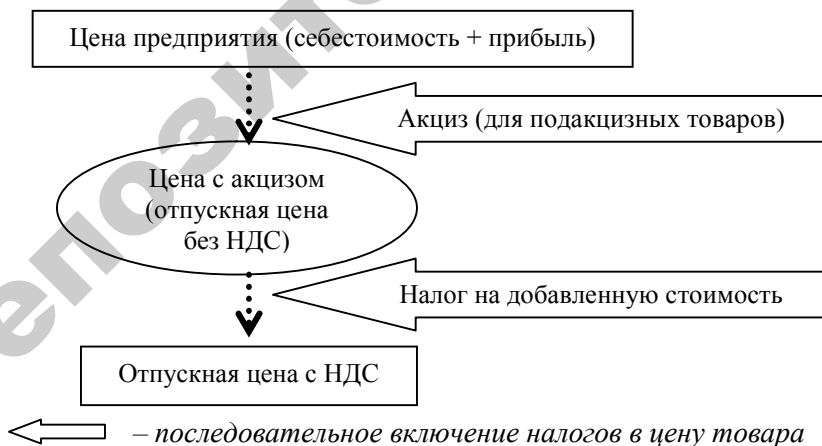 Цена предприятия (себестоимость + прибыль)
Акциз (для подакцизных товаров)
Цена с акцизом
(отпускная цена
без НДС)
Налог на добавленную стоимость
Отпускная цена с НДС
– последовательное включение налогов в цену товара